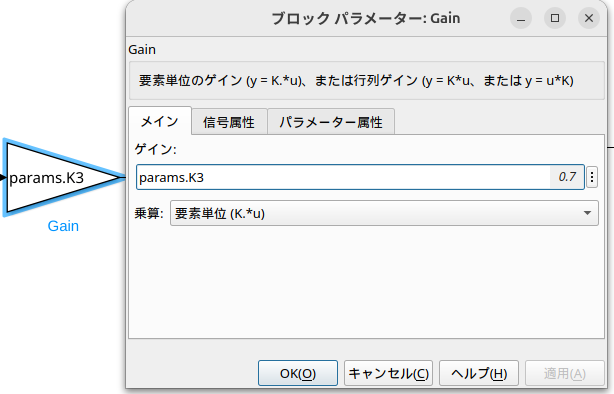 ブロック パラメーター: Gain
Gain
要素単位のゲイン (y = K.*u)、または行列ゲイン (y = K*u、または y = u*K)
メイン
信号属性
パラメーター属性
ゲイン:
params.K3
0.7
乗算:
要素単位 (K.*u)
params.K3
Gain
OK(O)
キャンセル(C)
ヘルプ(H)
適用(A)